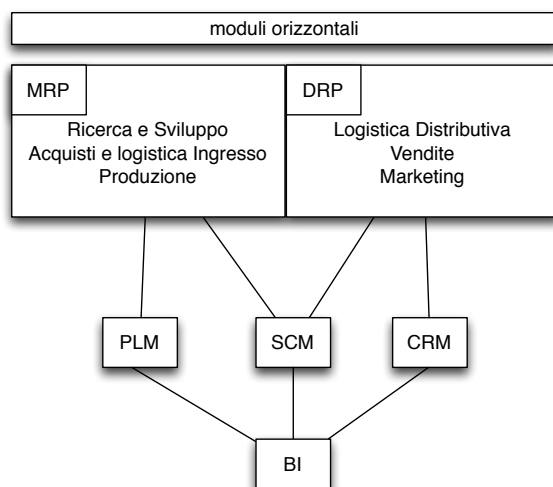 moduli orizzontali
MRP
Ricerca e Sviluppo
Acquisti e logistica Ingresso
Produzione
DRP
Logistica Distributiva
Vendite
Marketing
PLM
SCM
CRM
BI